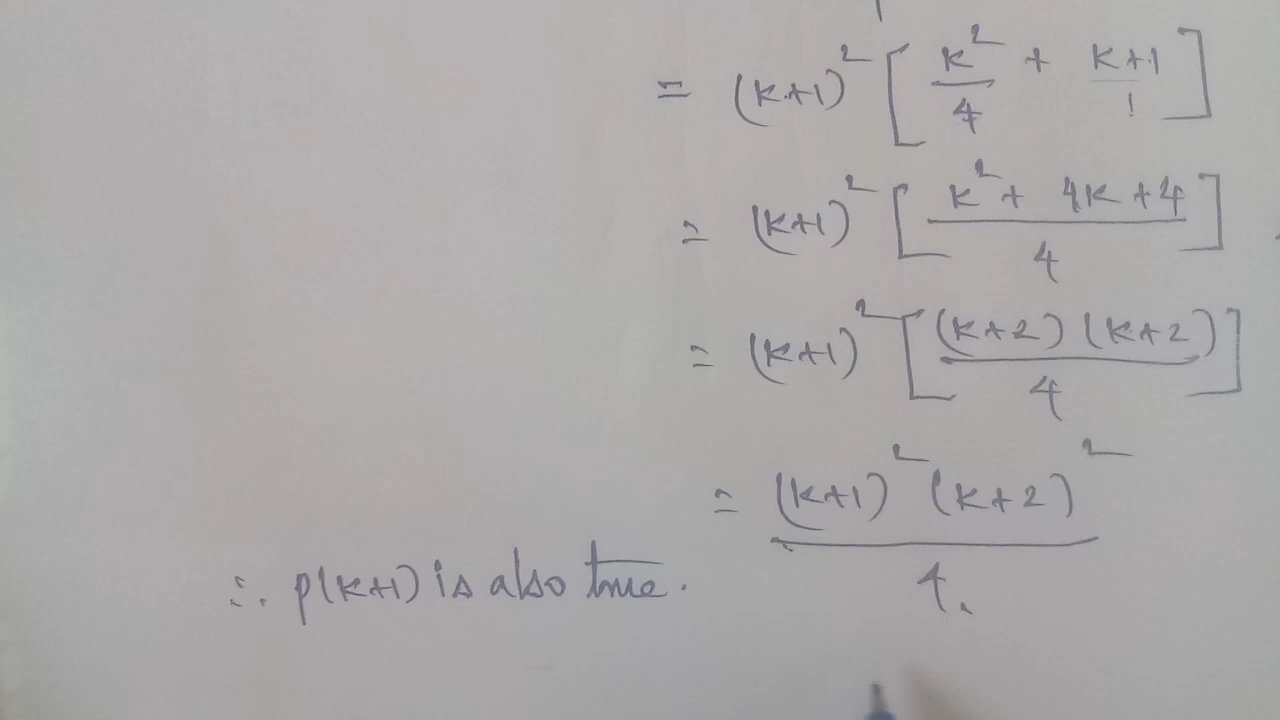 = (k+1)² [ k²/4 + k+1/1 ]
= (k+1)² [ k² + 4k + 4 / 4 ]
= (k+1)² [ (k+2) (k+2) / 4 ]
= (k+1)² (k+2)² / 4.
∴ p(k+1) is also true.